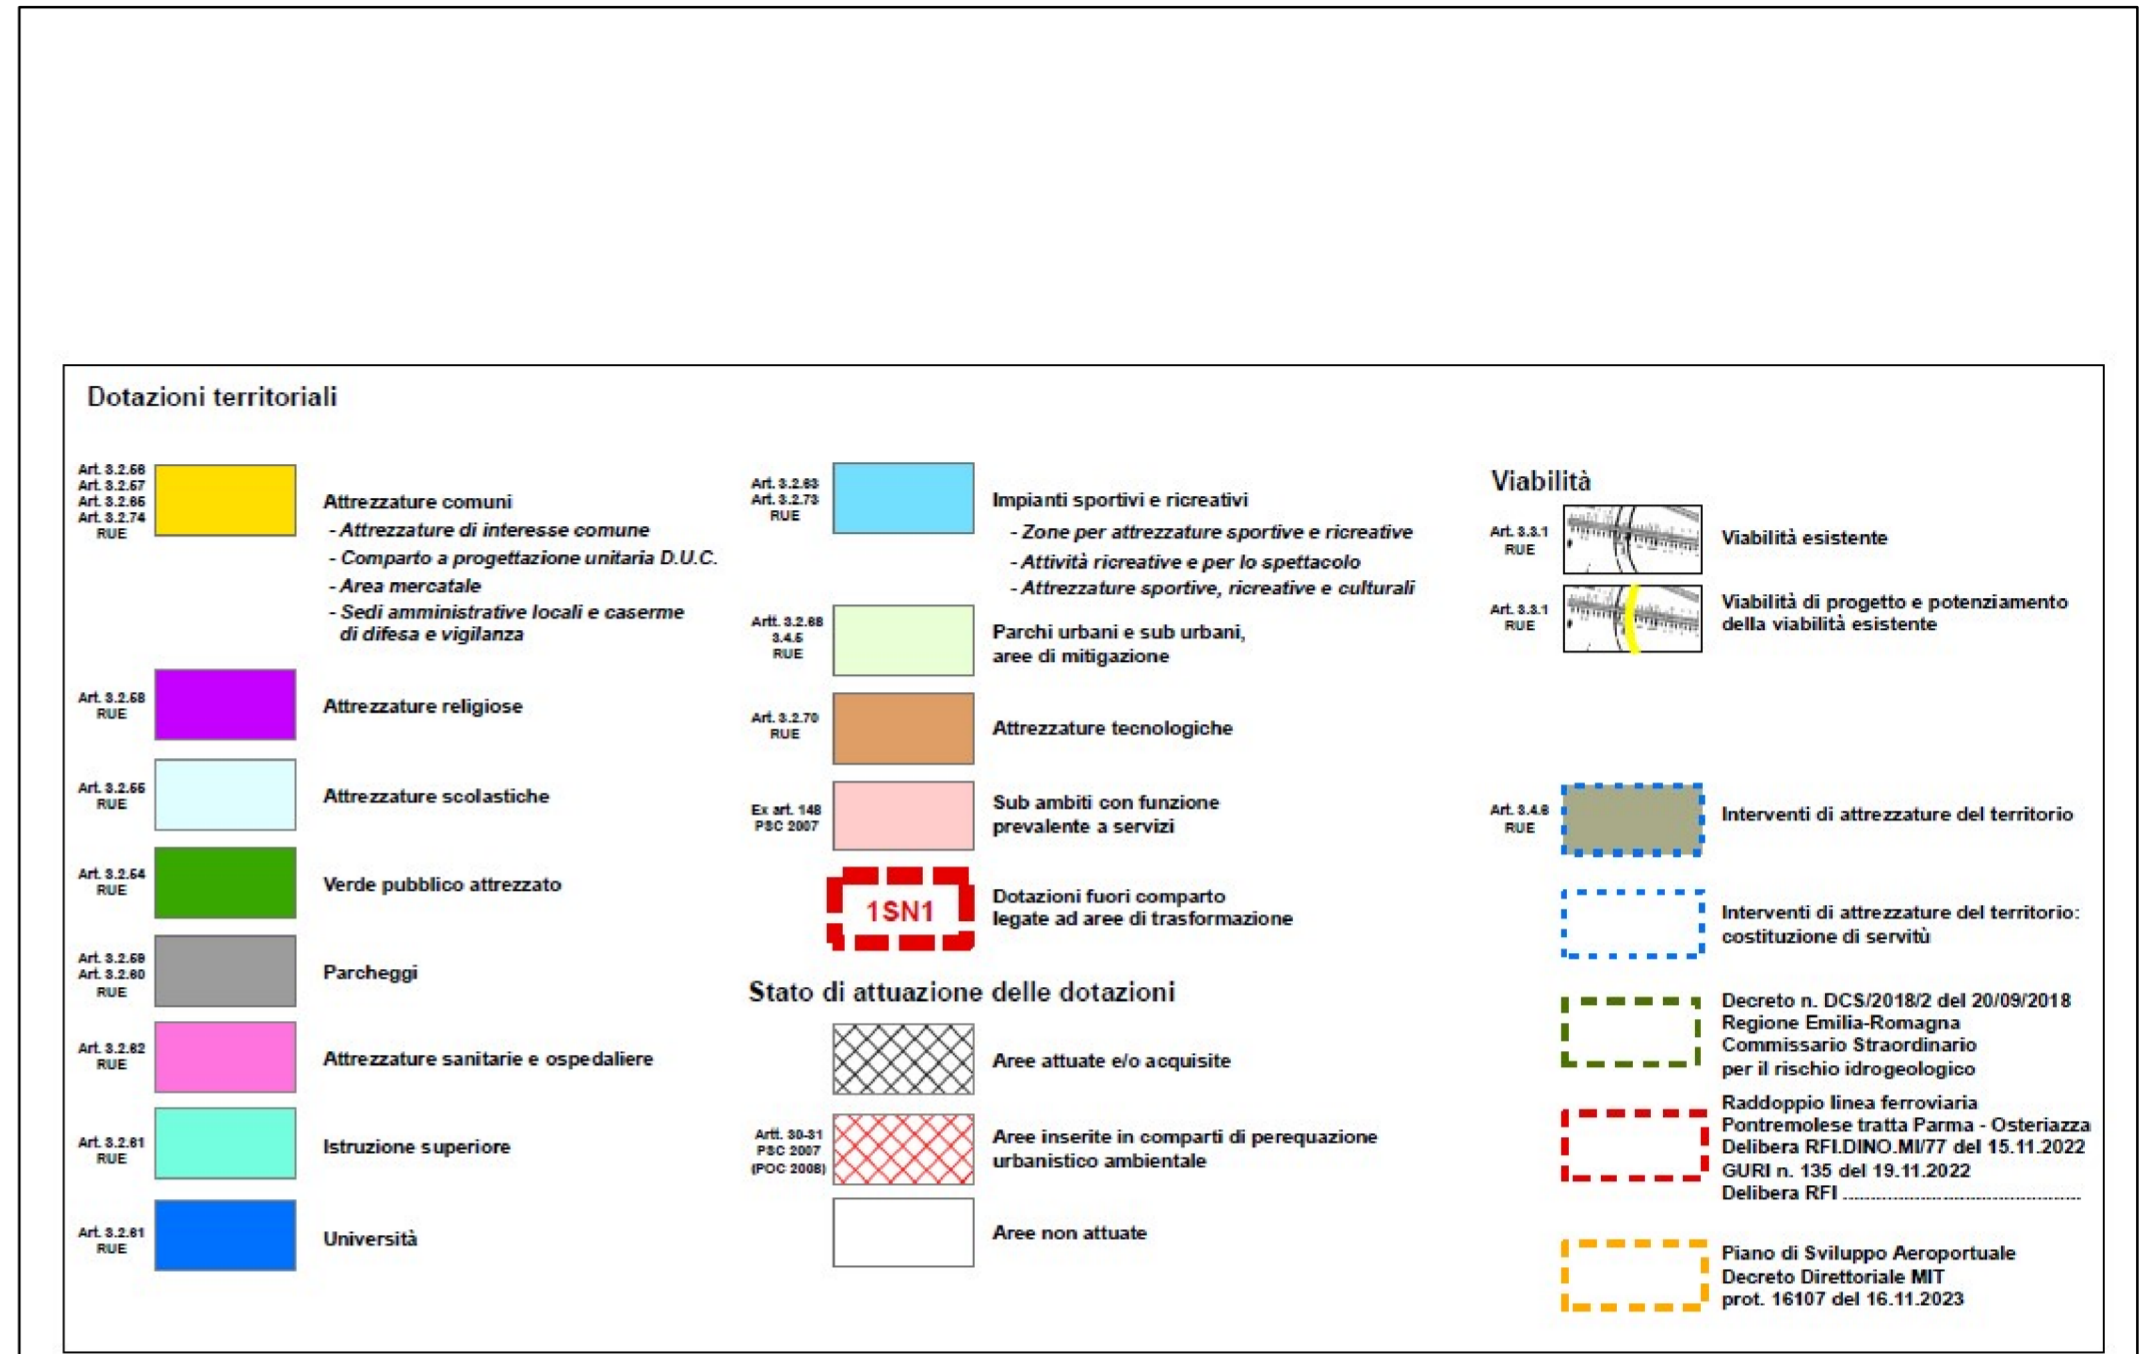 Dotazioni territoriali
Art. 3.2.56
Art. 3.2.57
Art. 3.2.65
Art. 3.2.74
RUE
Attrezzature comuni
- Attrezzature di interesse comune
- Comparto a progettazione unitaria D.U.C.
- Area mercatale
- Sedi amministrative locali e caserme
di difesa e vigilanza
Art. 3.2.58
RUE
Attrezzature religiose
Art. 3.2.55
RUE
Attrezzature scolastiche
Art. 3.2.54
RUE
Verde pubblico attrezzato
Art. 3.2.59
Art. 3.2.60
RUE
Parcheggi
Art. 3.2.62
RUE
Attrezzature sanitarie e ospedaliere
Art. 3.2.61
RUE
Istruzione superiore
Art. 3.2.61
RUE
Università
Art. 3.2.63
Art. 3.2.73
RUE
Impianti sportivi e ricreativi
- Zone per attrezzature sportive e ricreative
- Attività ricreative e per lo spettacolo
- Attrezzature sportive, ricreative e culturali
Artt. 3.2.68
3.4.5
RUE
Parchi urbani e sub urbani,
aree di mitigazione
Art. 3.2.70
RUE
Attrezzature tecnologiche
Ex art. 148
PSC 2007
Sub ambiti con funzione
prevalente a servizi
1SN1
Dotazioni fuori comparto
legate ad aree di trasformazione
Stato di attuazione delle dotazioni
Aree attuate e/o acquisite
Artt. 30-31
PSC 2007
(POC 2008)
Aree inserite in comparti di perequazione
urbanistico ambientale
Aree non attuate
Viabilità
Art. 3.3.1
RUE
Viabilità esistente
Art. 3.3.1
RUE
Viabilità di progetto e potenziamento
della viabilità esistente
Art. 3.4.6
RUE
Interventi di attrezzature del territorio
Interventi di attrezzature del territorio:
costituzione di servitù
Decreto n. DCS/2018/2 del 20/09/2018
Regione Emilia-Romagna
Commissario Straordinario
per il rischio idrogeologico
Raddoppio linea ferroviaria
Pontremolese tratta Parma - Osteriazza
Delibera RFI.DINO.MI/77 del 15.11.2022
GURI n. 135 del 19.11.2022
Delibera RFI ................................................
Piano di Sviluppo Aeroportuale
Decreto Direttoriale MIT
prot. 16107 del 16.11.2023